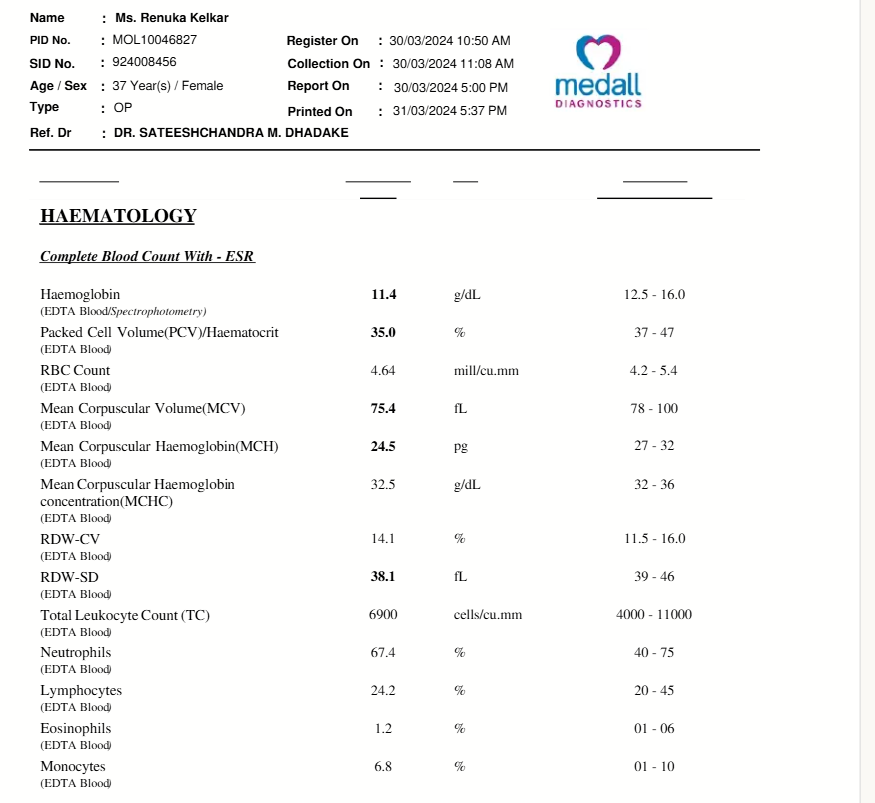 Name : Ms. Renuka Kelkar
PID No. : MOL10046827 Register On : 30/03/2024 10:50 AM
SID No. : 924008456 Collection On : 30/03/2024 11:08 AM
Age / Sex : 37 Year(s) / Female Report On : 30/03/2024 5:00 PM
Type : OP Printed On : 31/03/2024 5:37 PM
Ref. Dr : DR. SATEESHCHANDRA M. DHADAKE
medall
DIAGNOSTICS
HAEMATOLOGY
Complete Blood Count With - ESR
Haemoglobin 11.4 g/dL 12.5 - 16.0
(EDTA Blood/Spectrophotometry)
Packed Cell Volume(PCV)/Haematocrit 35.0 % 37 - 47
(EDTA Blood)
RBC Count 4.64 mill/cu.mm 4.2 - 5.4
(EDTA Blood)
Mean Corpuscular Volume(MCV) 75.4 fL 78 - 100
(EDTA Blood)
Mean Corpuscular Haemoglobin(MCH) 24.5 pg 27 - 32
(EDTA Blood)
Mean Corpuscular Haemoglobin 32.5 g/dL 32 - 36
concentration(MCHC)
(EDTA Blood)
RDW-CV 14.1 % 11.5 - 16.0
(EDTA Blood)
RDW-SD 38.1 fL 39 - 46
(EDTA Blood)
Total Leukocyte Count (TC) 6900 cells/cu.mm 4000 - 11000
(EDTA Blood)
Neutrophils 67.4 % 40 - 75
(EDTA Blood)
Lymphocytes 24.2 % 20 - 45
(EDTA Blood)
Eosinophils 1.2 % 01 - 06
(EDTA Blood)
Monocytes 6.8 % 01 - 10
(EDTA Blood)